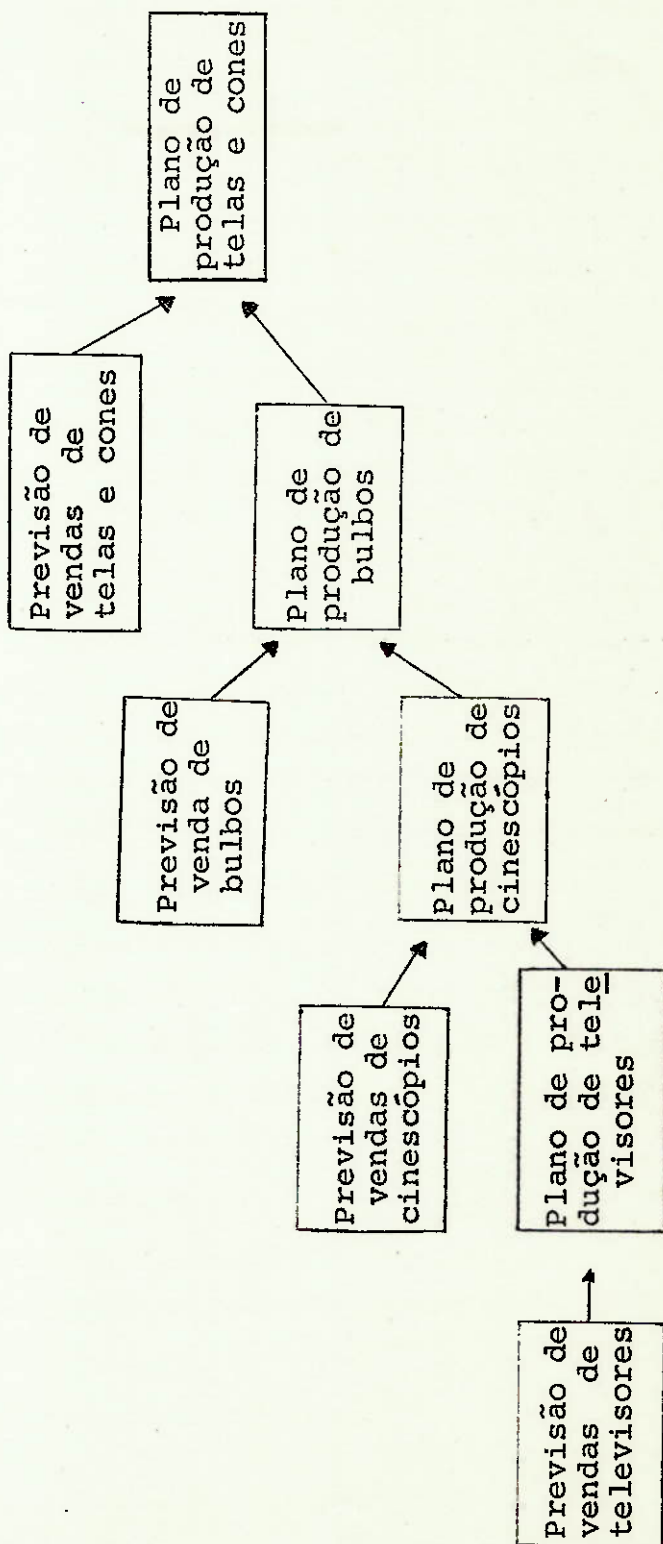 Previsão de
vendas de
televisores
Plano de pro-
dução de tele
visores
Previsão de
vendas de
cinescópios
Plano de
produção de
cinescópios
Previsão de
venda de
bulbos
Plano de
produção de
bulbos
Previsão de
vendas de
telas e cones
Plano de
produção de
telas e cones